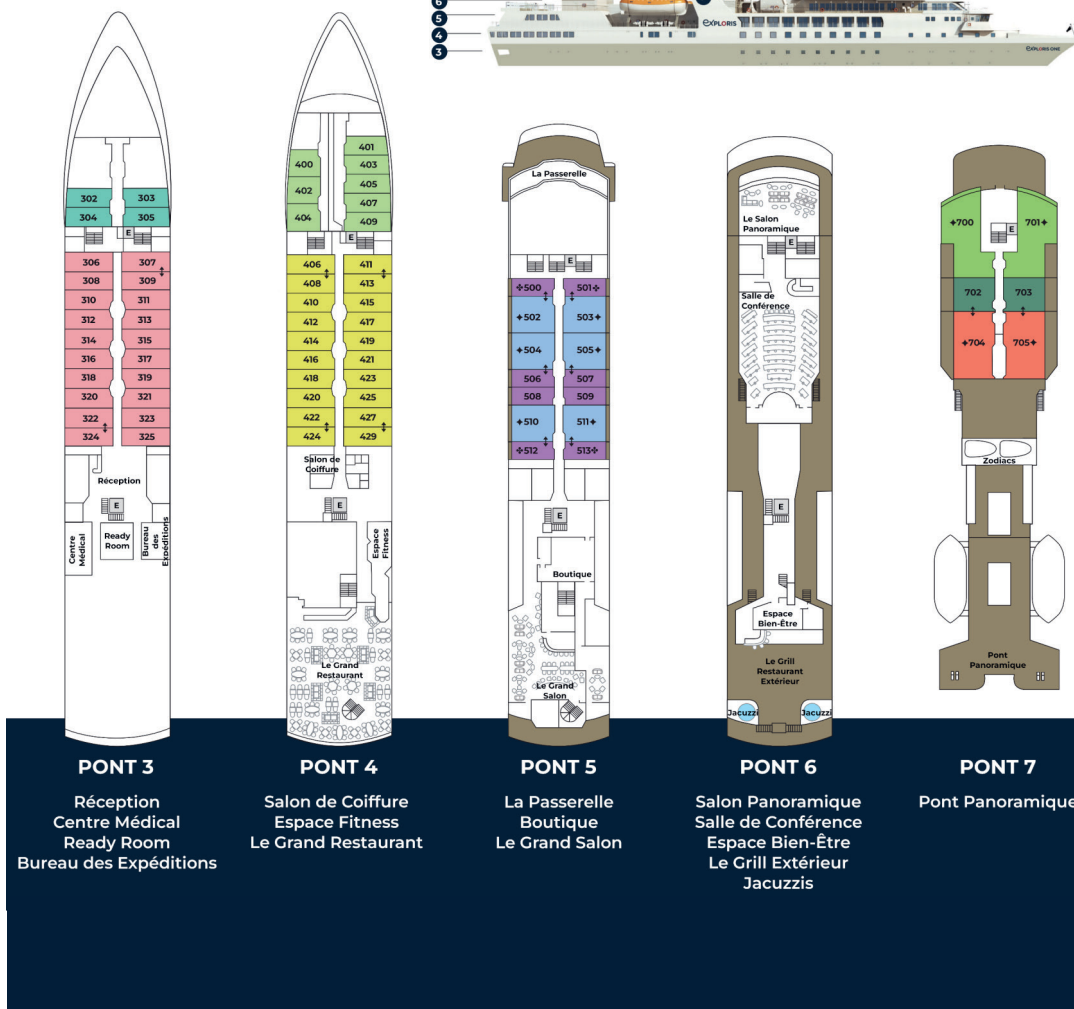 6
5
4
3
EXPLORIS
EXPLORIS ONE
302
303
304
305
E
306
307
308
309
310
311
312
313
314
315
316
317
318
319
320
321
322
323
324
325
Réception
E
Centre Médical
Ready Room
Bureau des Expéditions
400
401
402
403
404
405
407
409
E
406
411
408
413
410
415
412
417
414
419
416
421
418
423
420
425
422
427
424
429
Salon de
Coiffure
E
Espace Fitness
Le Grand
Restaurant
La Passerelle
E
500
501
502
503
504
505
506
507
508
509
510
511
512
513
E
Boutique
Le Grand
Salon
Le Salon
Panoramique
E
Salle de
Conférence
E
Espace
Bien-Être
Le Grill
Restaurant
Extérieur
Jacuzzi
Jacuzzi
700
701
E
702
703
704
705
Zodiacs
Pont
Panoramique
PONT 3
Réception
Centre Médical
Ready Room
Bureau des Expéditions
PONT 4
Salon de Coiffure
Espace Fitness
Le Grand Restaurant
PONT 5
La Passerelle
Boutique
Le Grand Salon
PONT 6
Salon Panoramique
Salle de Conférence
Espace Bien-Être
Le Grill Extérieur
Jacuzzis
PONT 7
Pont Panoramique